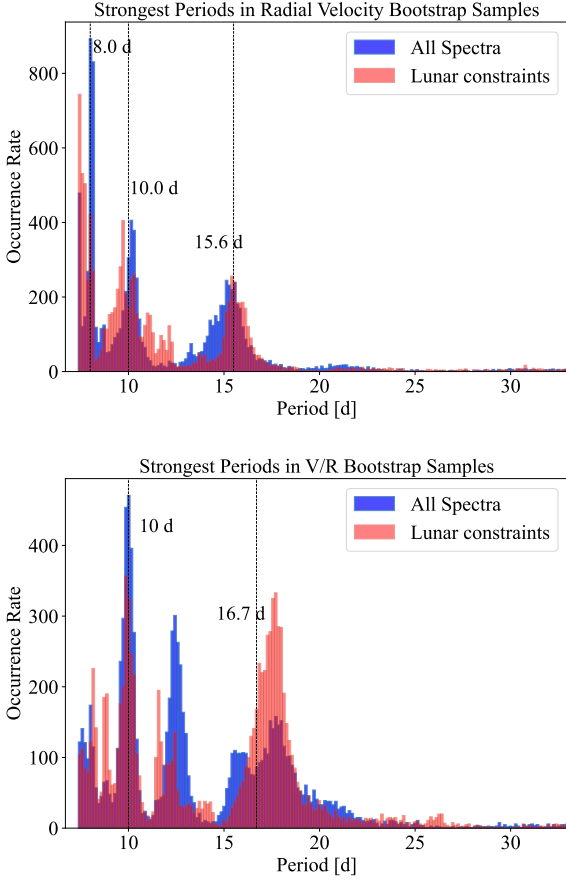 Strongest Periods in Radial Velocity Bootstrap Samples
8.0 d
All Spectra
Lunar constraints
10.0 d
15.6 d
Occurrence Rate
800
600
400
200
0
10
15
20
25
30
Period [d]
Strongest Periods in V/R Bootstrap Samples
All Spectra
Lunar constraints
10 d
16.7 d
Occurrence Rate
400
300
200
100
0
10
15
20
25
30
Period [d]